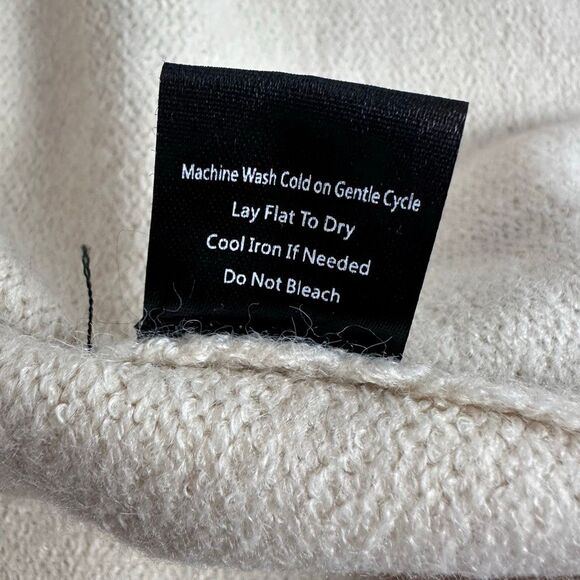 Machine Wash Cold on Gentle Cycle
Lay Flat To Dry
Cool Iron If Needed
Do Not Bleach